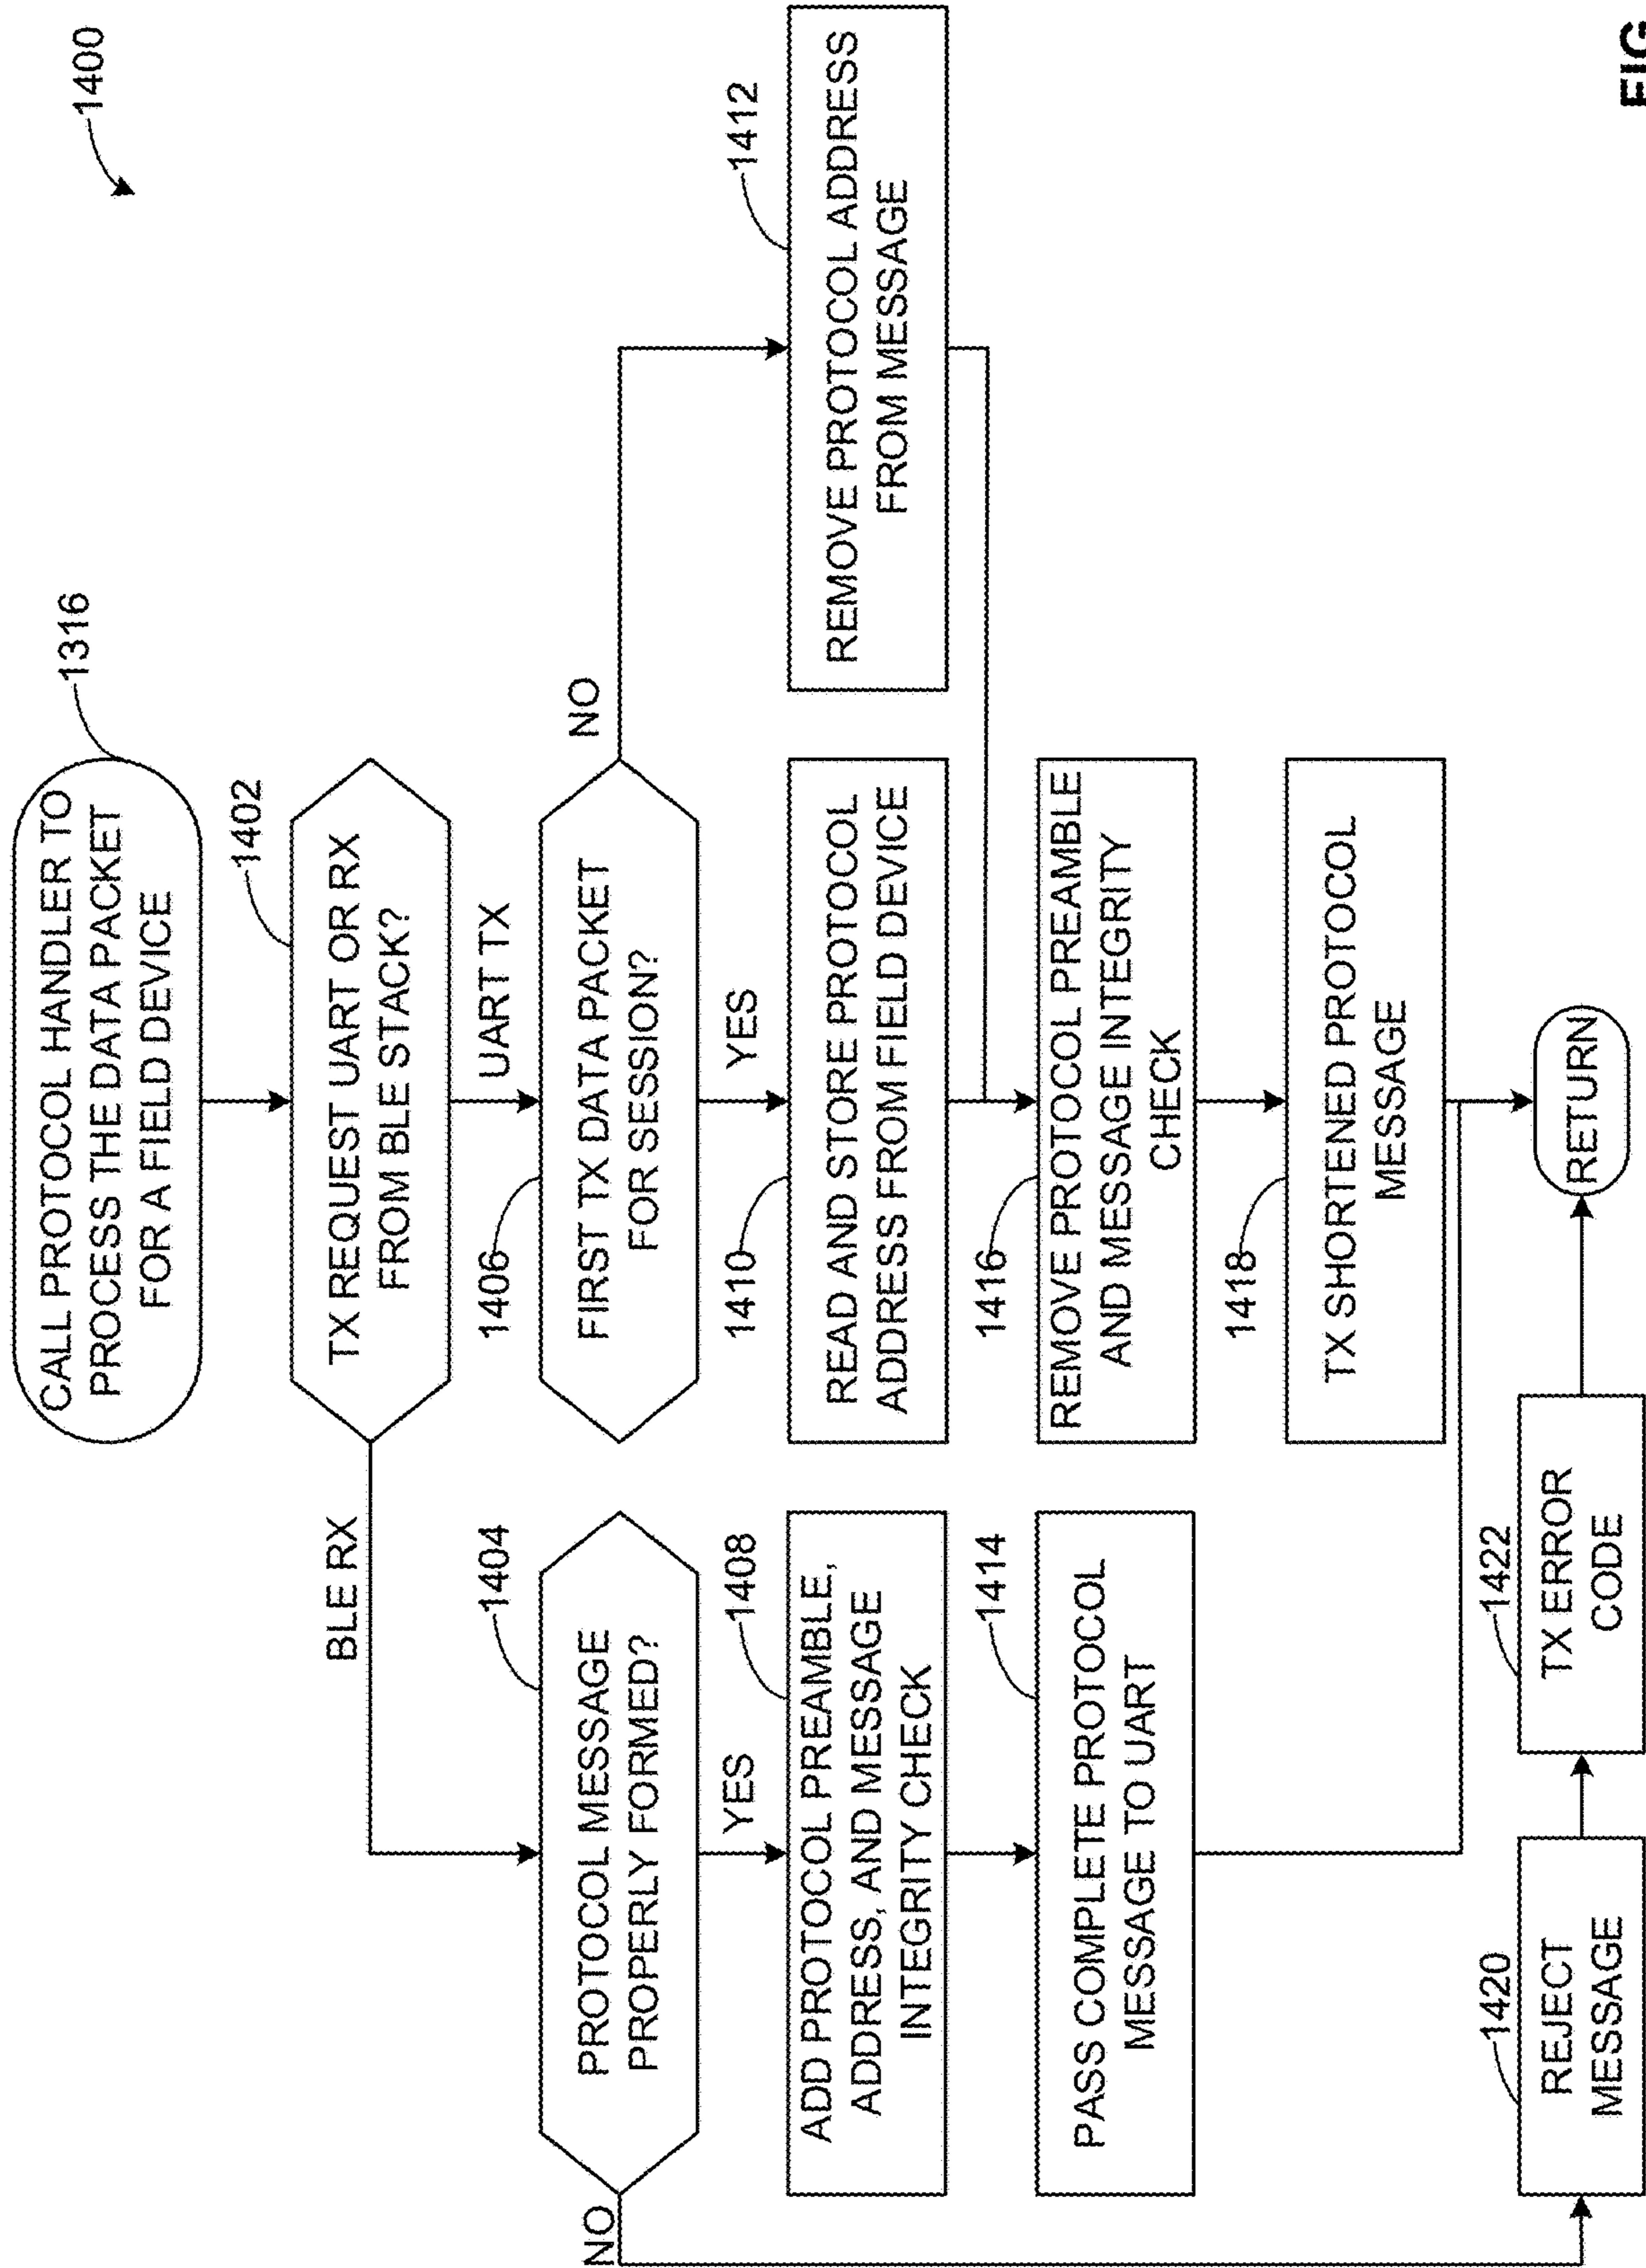 1400
CALL PROTOCOL HANDLER TO
PROCESS THE DATA PACKET
FOR A FIELD DEVICE
1316
1402
TX REQUEST UART OR RX
FROM BLE STACK?
BLE RX
UART TX
1404
PROTOCOL MESSAGE
PROPERLY FORMED?
1406
FIRST TX DATA PACKET
FOR SESSION?
NO
NO
YES
YES
1408
ADD PROTOCOL PREAMBLE,
ADDRESS, AND MESSAGE
INTEGRITY CHECK
1410
READ AND STORE PROTOCOL
ADDRESS FROM FIELD DEVICE
1412
REMOVE PROTOCOL ADDRESS
FROM MESSAGE
1414
PASS COMPLETE PROTOCOL
MESSAGE TO UART
1416
REMOVE PROTOCOL PREAMBLE
AND MESSAGE INTEGRITY
CHECK
1418
TX SHORTENED PROTOCOL
MESSAGE
1420
REJECT
MESSAGE
1422
TX ERROR
CODE
RETURN
FIG